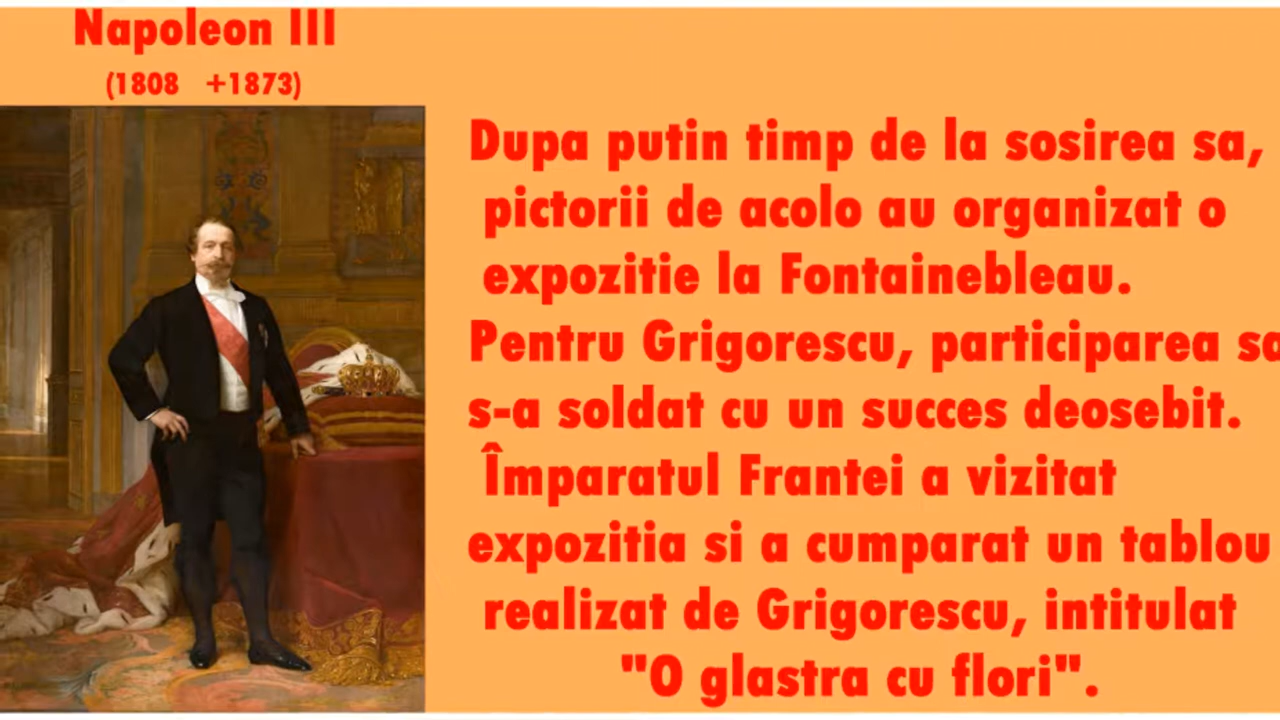 Napoleon III
(1808 +1873)
Dupa putin timp de la sosirea sa,
pictorii de acolo au organizat o
expozitie la Fontainebleau.
Pentru Grigorescu, participarea sa
s-a soldat cu un succes deosebit.
Împaratul Frantei a vizitat
expozitia si a cumparat un tablou
realizat de Grigorescu, intitulat
"O glastra cu flori".